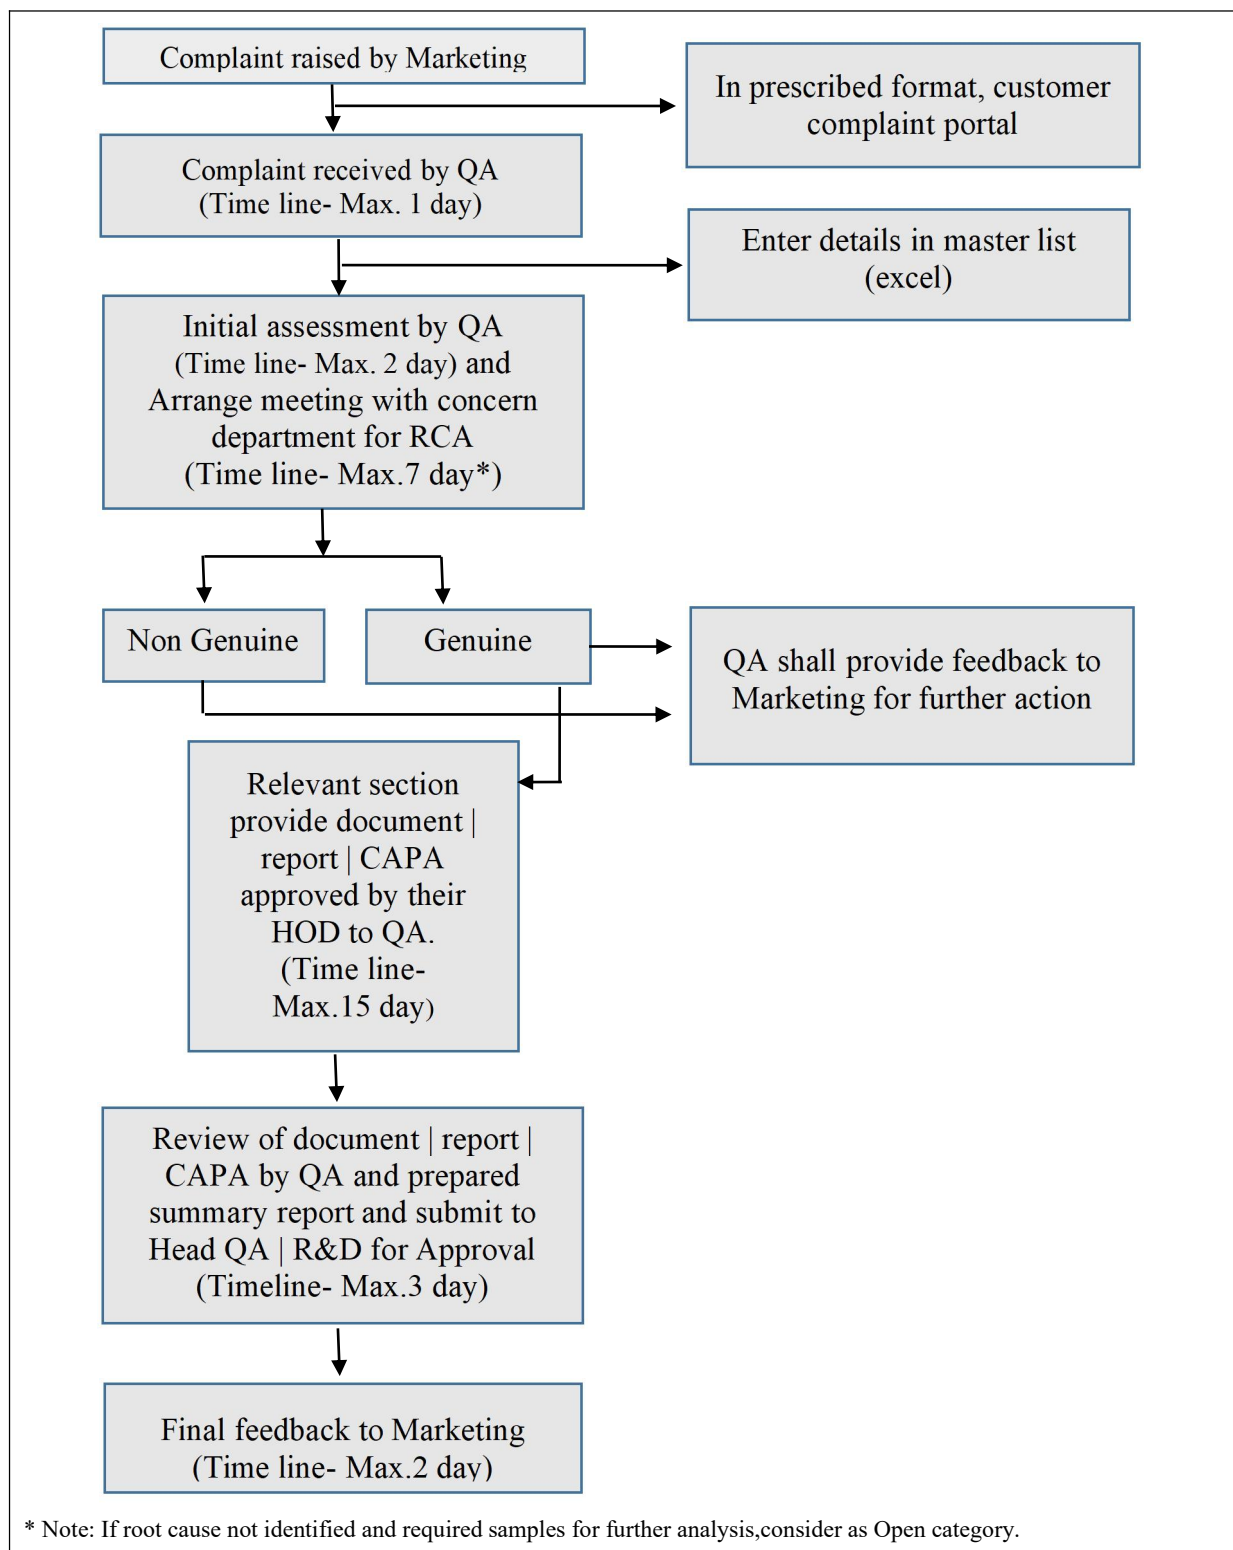 Complaint raised by Marketing
In prescribed format, customer
complaint portal
Complaint received by QA
(Time line- Max. 1 day)
Enter details in master list
(excel)
Initial assessment by QA
(Time line- Max. 2 day) and
Arrange meeting with concern
department for RCA
(Time line- Max.7 day*)
Non Genuine
Genuine
QA shall provide feedback to
Marketing for further action
Relevant section
provide document |
report | CAPA
approved by their
HOD to QA.
(Time line-
Max.15 day)
Review of document | report |
CAPA by QA and prepared
summary report and submit to
Head QA | R&D for Approval
(Timeline- Max.3 day)
Final feedback to Marketing
(Time line- Max.2 day)
* Note: If root cause not identified and required samples for further analysis,consider as Open category.